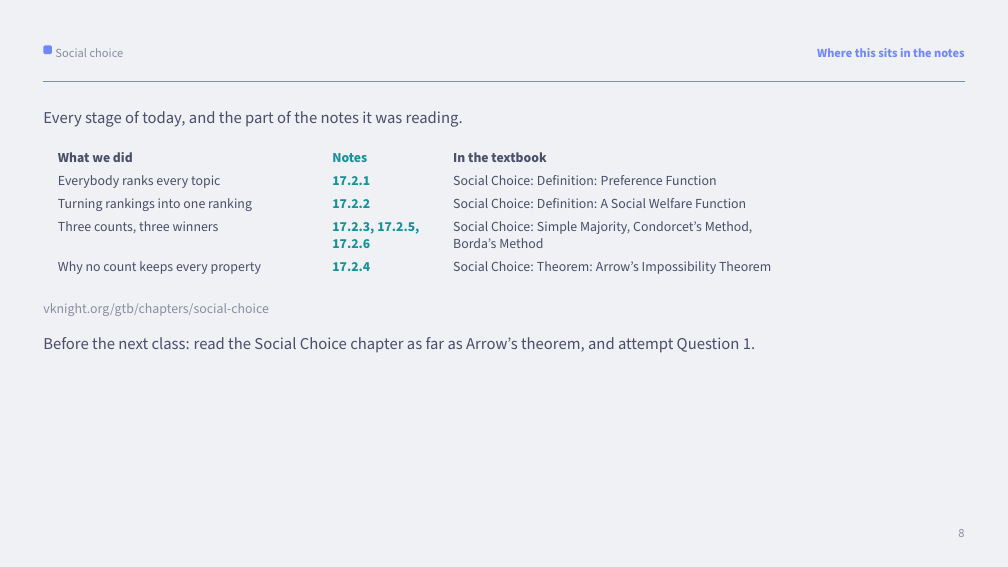 Social choice
Where this sits in the notes
Every stage of today, and the part of the notes it was reading.
What we did Notes In the textbook
Everybody ranks every topic 17.2.1 Social Choice: Definition: Preference Function
Turning rankings into one ranking 17.2.2 Social Choice: Definition: A Social Welfare Function
Three counts, three winners 17.2.3, 17.2.5, Social Choice: Simple Majority, Condorcet’s Method,
17.2.6 Borda’s Method
Why no count keeps every property 17.2.4 Social Choice: Theorem: Arrow’s Impossibility Theorem
vknight.org/gtb/chapters/social-choice
Before the next class: read the Social Choice chapter as far as Arrow’s theorem, and attempt Question 1.
8